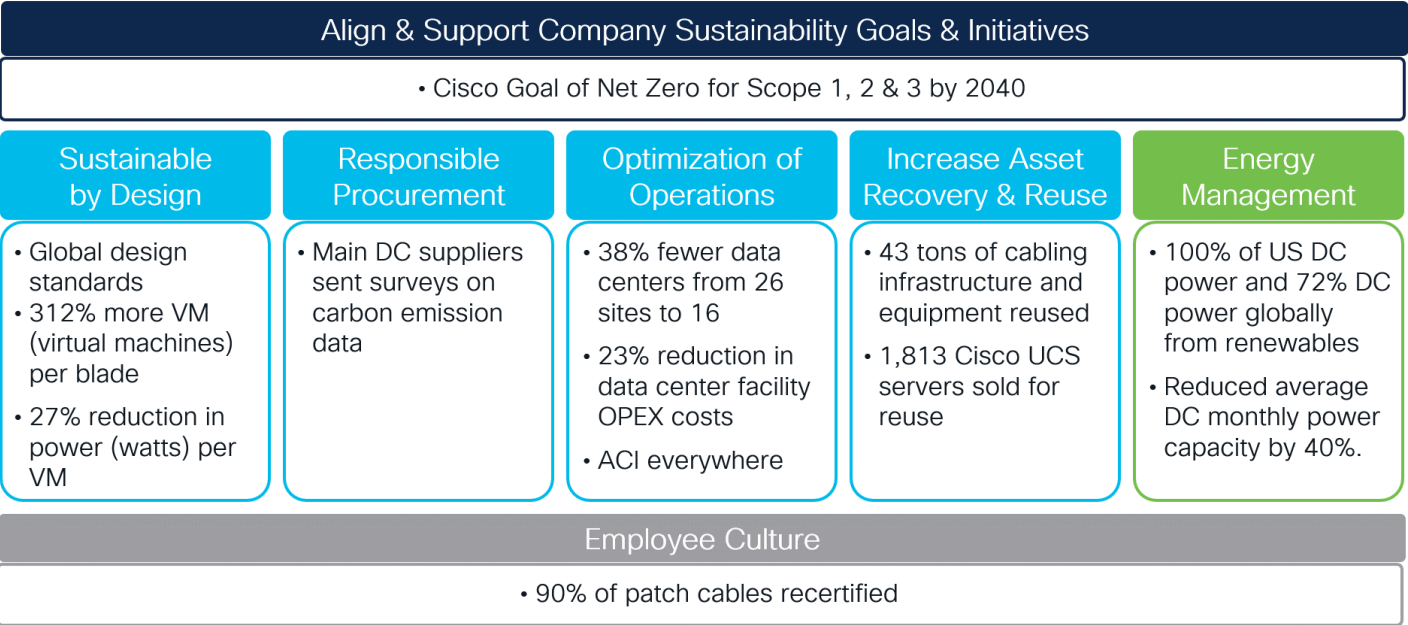 Align & Support Company Sustainability Goals & Initiatives
• Cisco Goal of Net Zero for Scope 1, 2 & 3 by 2040
Sustainable
by Design
• Global design
standards
• 312% more VM
(virtual machines)
per blade
• 27% reduction in
power (watts) per
VM
Responsible
Procurement
• Main DC suppliers
sent surveys on
carbon emission
data
Optimization of
Operations
• 38% fewer data
centers from 26
sites to 16
• 23% reduction in
data center facility
OPEX costs
• ACI everywhere
Increase Asset
Recovery & Reuse
• 43 tons of cabling
infrastructure and
equipment reused
• 1,813 Cisco UCS
servers sold for
reuse
Energy
Management
• 100% of US DC
power and 72% DC
power globally
from renewables
• Reduced average
DC monthly power
capacity by 40%.
Employee Culture
• 90% of patch cables recertified